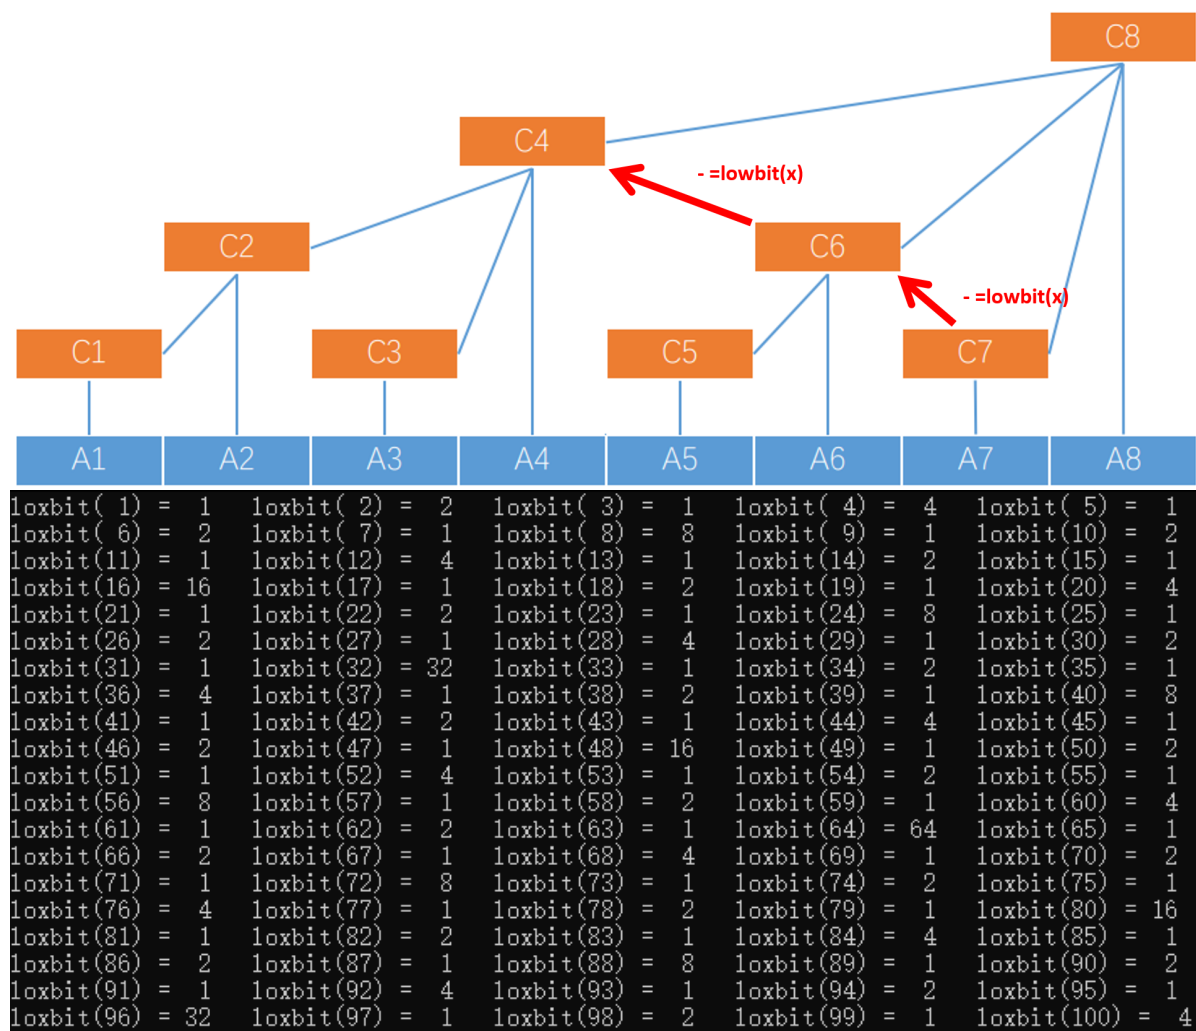 C8
C4
- =lowbit(x)
C2
C6
- =lowbit(x)
C1 C3 C5 C7
A1 A2 A3 A4 A5 A6 A7 A8
loxbit( 1) =  1 loxbit( 2) =  2 loxbit( 3) =  1 loxbit( 4) =  4 loxbit( 5) =  1
loxbit( 6) =  2 loxbit( 7) =  1 loxbit( 8) =  8 loxbit( 9) =  1 loxbit(10) =  2
loxbit(11) =  1 loxbit(12) =  4 loxbit(13) =  1 loxbit(14) =  2 loxbit(15) =  1
loxbit(16) = 16 loxbit(17) =  1 loxbit(18) =  2 loxbit(19) =  1 loxbit(20) =  4
loxbit(21) =  1 loxbit(22) =  2 loxbit(23) =  1 loxbit(24) =  8 loxbit(25) =  1
loxbit(26) =  2 loxbit(27) =  1 loxbit(28) =  4 loxbit(29) =  1 loxbit(30) =  2
loxbit(31) =  1 loxbit(32) = 32 loxbit(33) =  1 loxbit(34) =  2 loxbit(35) =  1
loxbit(36) =  4 loxbit(37) =  1 loxbit(38) =  2 loxbit(39) =  1 loxbit(40) =  8
loxbit(41) =  1 loxbit(42) =  2 loxbit(43) =  1 loxbit(44) =  4 loxbit(45) =  1
loxbit(46) =  2 loxbit(47) =  1 loxbit(48) = 16 loxbit(49) =  1 loxbit(50) =  2
loxbit(51) =  1 loxbit(52) =  4 loxbit(53) =  1 loxbit(54) =  2 loxbit(55) =  1
loxbit(56) =  8 loxbit(57) =  1 loxbit(58) =  2 loxbit(59) =  1 loxbit(60) =  4
loxbit(61) =  1 loxbit(62) =  2 loxbit(63) =  1 loxbit(64) = 64 loxbit(65) =  1
loxbit(66) =  2 loxbit(67) =  1 loxbit(68) =  4 loxbit(69) =  1 loxbit(70) =  2
loxbit(71) =  1 loxbit(72) =  8 loxbit(73) =  1 loxbit(74) =  2 loxbit(75) =  1
loxbit(76) =  4 loxbit(77) =  1 loxbit(78) =  2 loxbit(79) =  1 loxbit(80) = 16
loxbit(81) =  1 loxbit(82) =  2 loxbit(83) =  1 loxbit(84) =  4 loxbit(85) =  1
loxbit(86) =  2 loxbit(87) =  1 loxbit(88) =  8 loxbit(89) =  1 loxbit(90) =  2
loxbit(91) =  1 loxbit(92) =  4 loxbit(93) =  1 loxbit(94) =  2 loxbit(95) =  1
loxbit(96) = 32 loxbit(97) =  1 loxbit(98) =  2 loxbit(99) =  1 loxbit(100) =  4